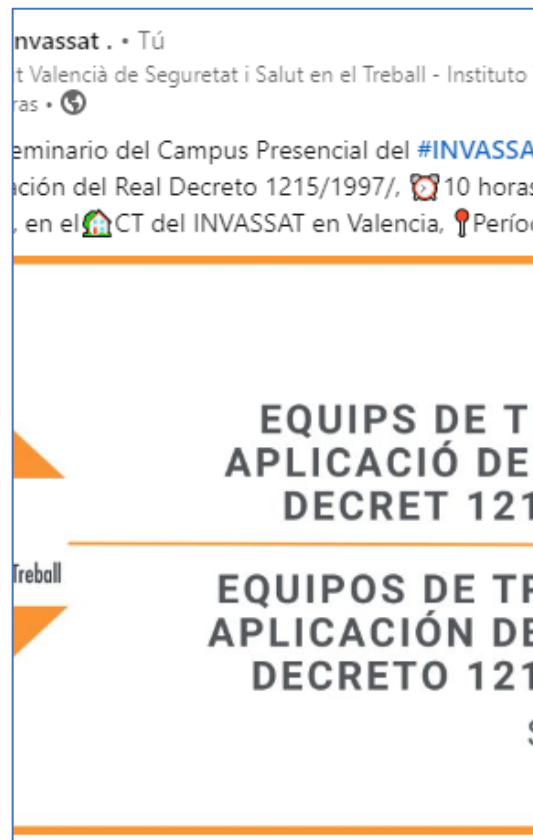 nvassat . • Tú
t Valencià de Seguretat i Salut en el Treball - Instituto
ras •
eminario del Campus Presencial del #INVASSA
ación del Real Decreto 1215/1997/, ⏰10 horas
, en el🏡CT del INVASSAT en Valencia, 📍Perío
EQUIPS DE T
APLICACIÓ DE
DECRET 121
Treball
EQUIPOS DE TR
APLICACIÓN DE
DECRETO 121
S